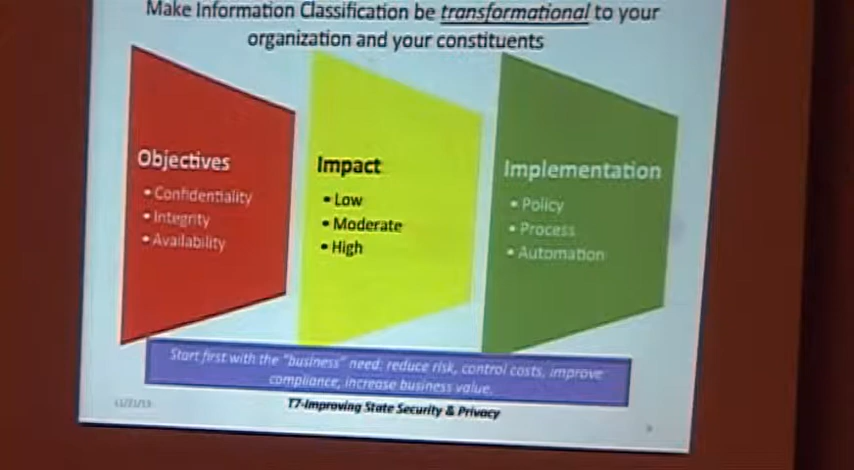 Make Information Classification be transformational to your
organization and your constituents
Objectives
• Confidentiality
• Integrity
• Availability
Impact
• Low
• Moderate
• High
Implementation
• Policy
• Process
• Automation
Start first with the "business" need; reduce risk, control costs, improve
compliance, increase business value.
T7-Improving State Security & Privacy